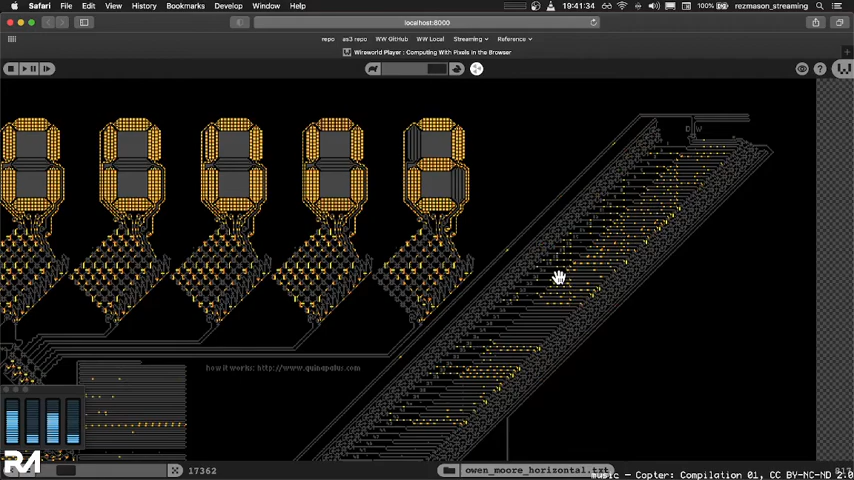 Safari File Edit View History Bookmarks Develop Window Help 100% 19:41:34 rezmason_streaming
localhost:8000
repo as3 repo WW GitHub WW Local Streaming Reference
Wireworld Player : Computing With Pixels in the Browser
D W
how it works: http://www.quinapalus.com
RM
17362 owen_moore_horizontal.txt
music - Copter: Compilation 01, CC BY-NC-ND 2.0